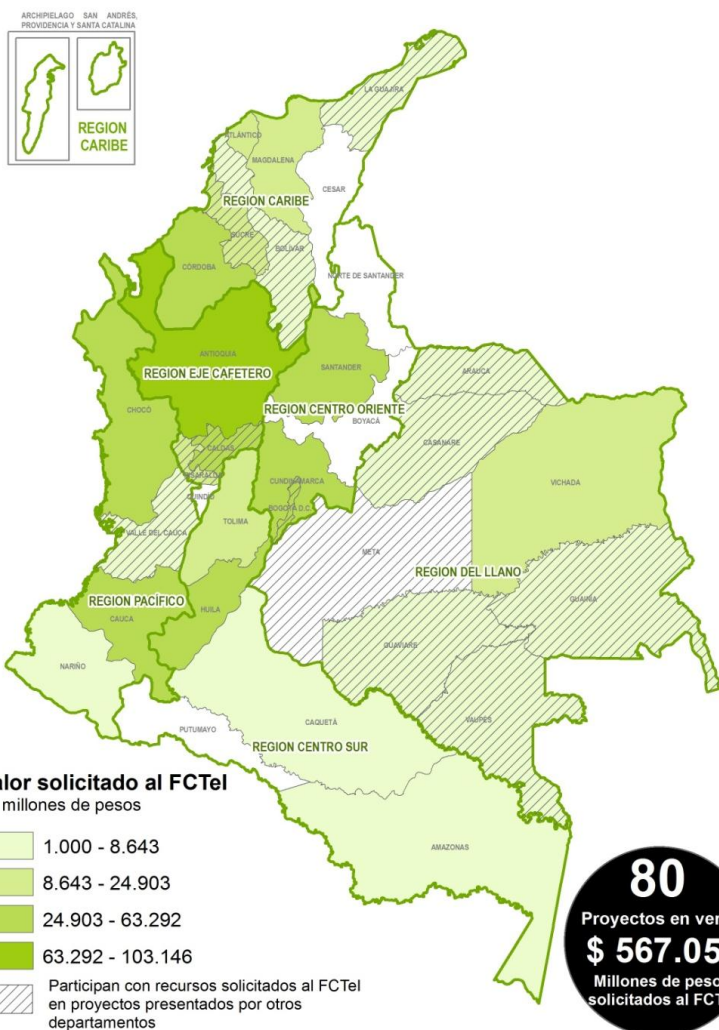 ARCHIPIELAGO SAN ANDRÉS,
PROVIDENCIA Y SANTA CATALINA
REGION
CARIBE
LA GUAJIRA
ATLÁNTICO
MAGDALENA
CESAR
REGION CARIBE
SUCRE
BOLÍVAR
CÓRDOBA
NORTE DE SANTANDER
ANTIOQUIA
REGION EJE CAFETERO
SANTANDER
ARAUCA
CHOCÓ
REGION CENTRO ORIENTE
BOYACÁ
CASANARE
CALDAS
CUNDINAMARCA
VICHADA
BOGOTÁ D.C.
TOLIMA
VALLE DEL CAUCA
META
REGION DEL LLANO
GUAINÍA
REGION PACÍFICO
HUILA
CAUCA
GUAVIARE
NARIÑO
VAUPÉS
CAQUETÁ
PUTUMAYO
REGION CENTRO SUR
AMAZONAS
alor solicitado al FCTeI
millones de pesos
1.000 - 8.643
8.643 - 24.903
24.903 - 63.292
63.292 - 103.146
Participan con recursos solicitados al FCTeI
en proyectos presentados por otros
departamentos
80
Proyectos en ver
$ 567.05
Millones de peso
solicitados al FCT